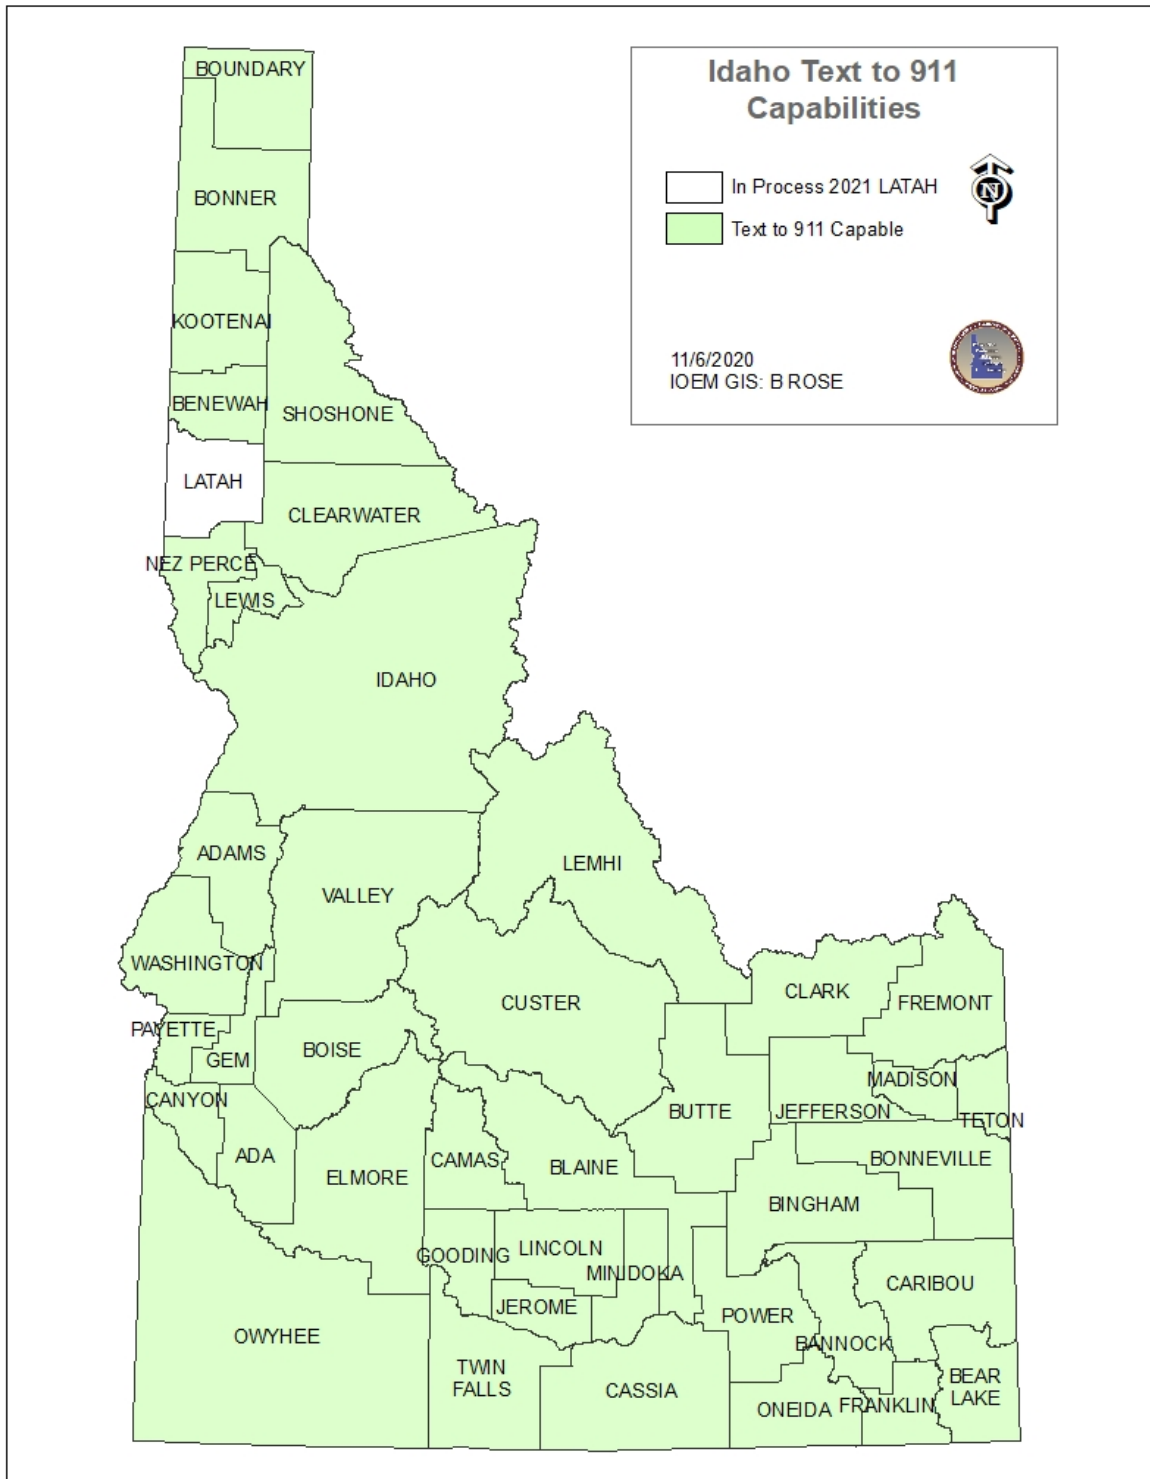 Idaho Text to 911
Capabilities
In Process 2021 LATAH
N
Text to 911 Capable
11/6/2020
IOEM GIS: B ROSE
BOUNDARY
BONNER
KOOTENAI
BENEWAH
SHOSHONE
LATAH
CLEARWATER
NEZ PERCE
LEWIS
IDAHO
ADAMS
LEMHI
VALLEY
WASHINGTON
CUSTER
CLARK
FREMONT
PAYETTE
BOISE
GEM
MADISON
CANYON
BUTTE
JEFFERSON
TETON
ADA
CAMAS
BLAINE
BONNEVILLE
ELMORE
BINGHAM
GOODING
LINCOLN
MINIDOKA
CARIBOU
JEROME
POWER
OWYHEE
BANNOCK
TWIN
FALLS
CASSIA
BEAR
LAKE
ONEIDA
FRANKLIN